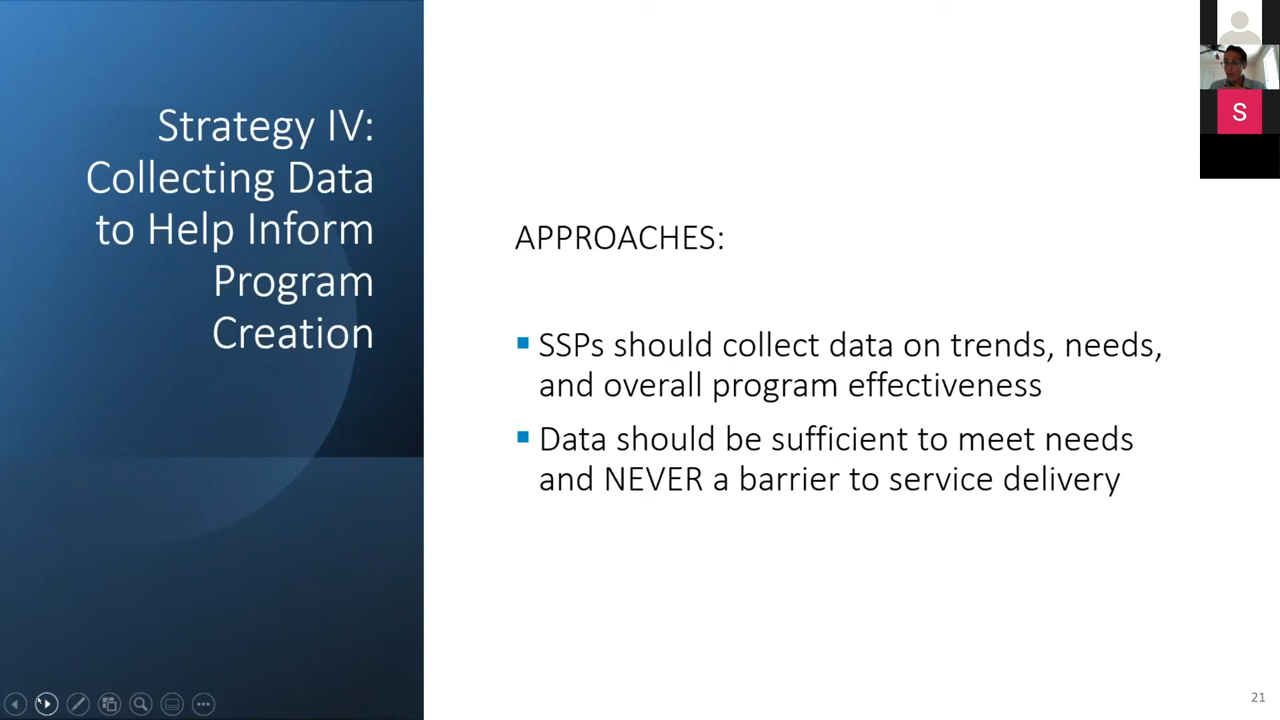 Strategy IV:
Collecting Data
to Help Inform
Program
Creation
APPROACHES:
SSPs should collect data on trends, needs,
and overall program effectiveness
Data should be sufficient to meet needs
and NEVER a barrier to service delivery
S
21